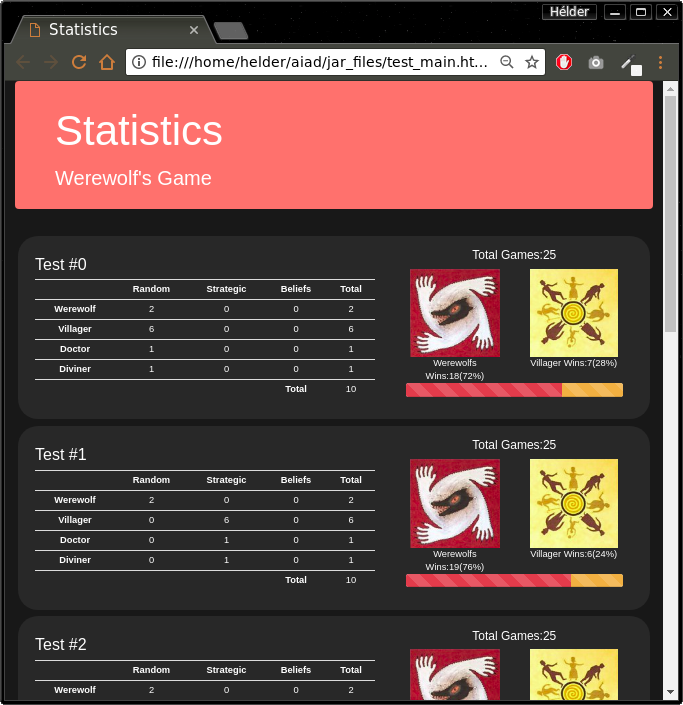 Hélder
Statistics
file:///home/helder/aiad/jar_files/test_main.ht...
Statistics
Werewolf's Game
Test #0
Random Strategic Beliefs Total
Werewolf 2 0 0 2
Villager 6 0 0 6
Doctor 1 0 0 1
Diviner 1 0 0 1
Total 10
Total Games:25
Werewolfs
Wins:18(72%)
Villager Wins:7(28%)
Test #1
Random Strategic Beliefs Total
Werewolf 2 0 0 2
Villager 0 6 0 6
Doctor 0 1 0 1
Diviner 0 1 0 1
Total 10
Total Games:25
Werewolfs
Wins:19(76%)
Villager Wins:6(24%)
Test #2
Random Strategic Beliefs Total
Werewolf 2 0 0 2
Total Games:25